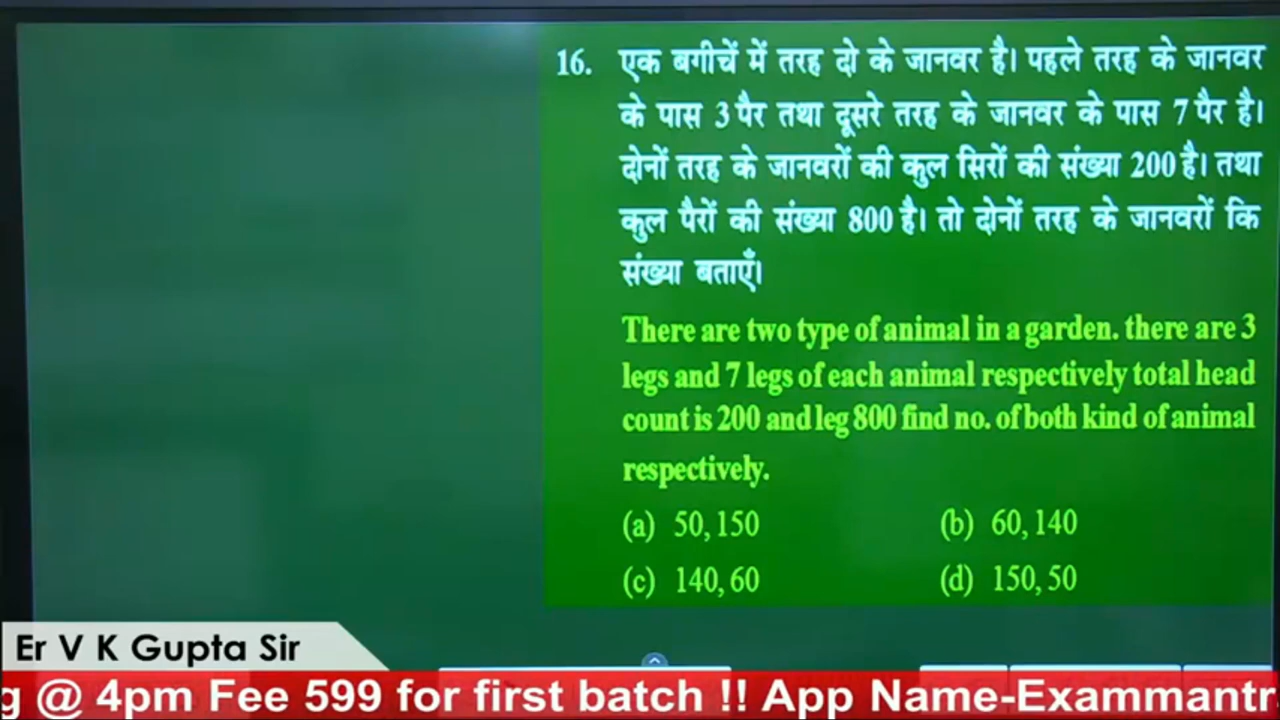 16. एक बगीचें में तरह दो के जानवर है। पहले तरह के जानवर
के पास 3 पैर तथा दूसरे तरह के जानवर के पास 7 पैर है।
दोनों तरह के जानवरों की कुल सिरों की संख्या 200 है। तथा
कुल पैरों की संख्या 800 है। तो दोनों तरह के जानवरों कि
संख्या बताएँ।
There are two type of animal in a garden. there are 3
legs and 7 legs of each animal respectively total head
count is 200 and leg 800 find no. of both kind of animal
respectively.
(a) 50, 150 (b) 60, 140
(c) 140, 60 (d) 150, 50
Er V K Gupta Sir
g @ 4pm Fee 599 for first batch !! App Name-Exammantr